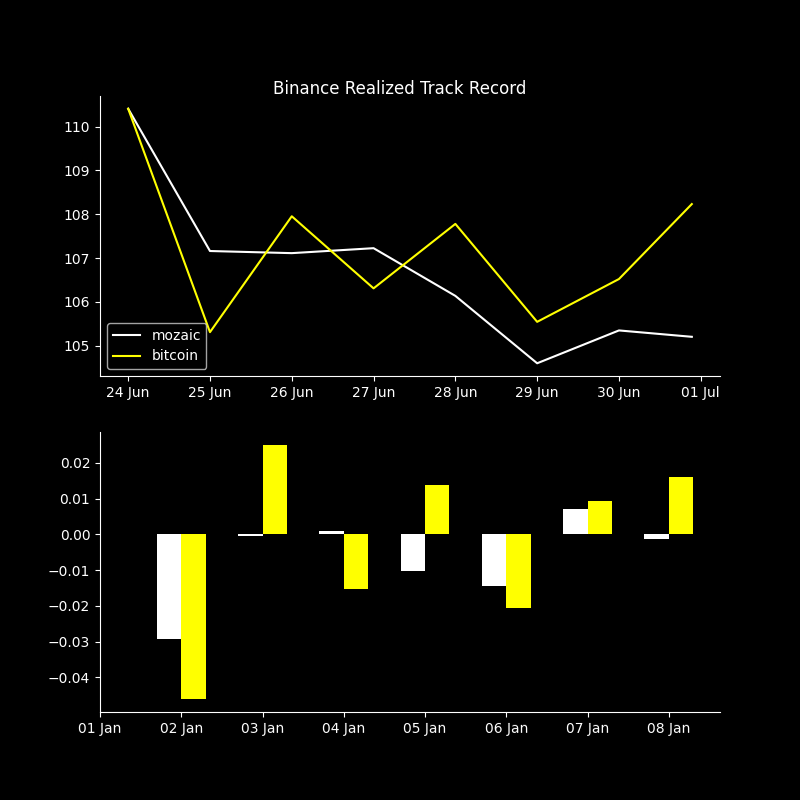 Binance Realized Track Record
110
109
108
107
106
105
mozaic
bitcoin
24 Jun 25 Jun 26 Jun 27 Jun 28 Jun 29 Jun 30 Jun 01 Jul
0.02
0.01
0.00
−0.01
−0.02
−0.03
−0.04
01 Jan 02 Jan 03 Jan 04 Jan 05 Jan 06 Jan 07 Jan 08 Jan